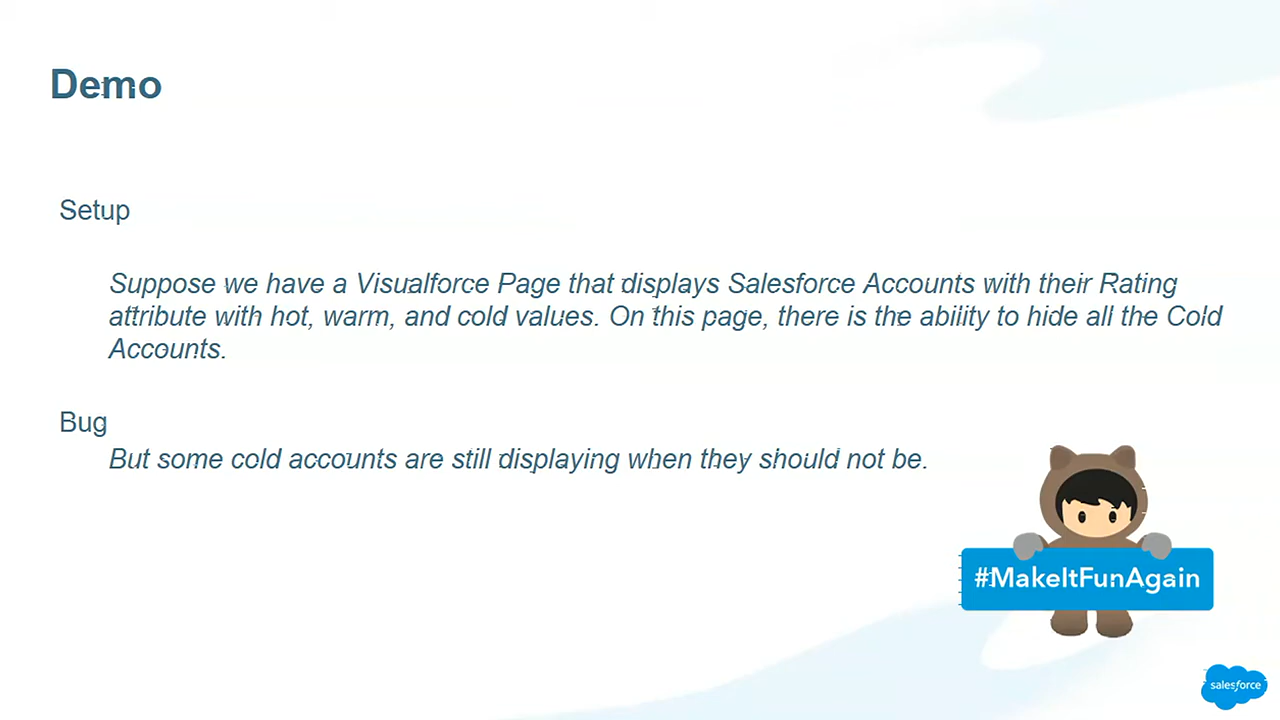 Demo
Setup
Suppose we have a Visualforce Page that displays Salesforce Accounts with their Rating
attribute with hot, warm, and cold values. On this page, there is the ability to hide all the Cold
Accounts.
Bug
But some cold accounts are still displaying when they should not be.
#MakeItFunAgain
salesforce